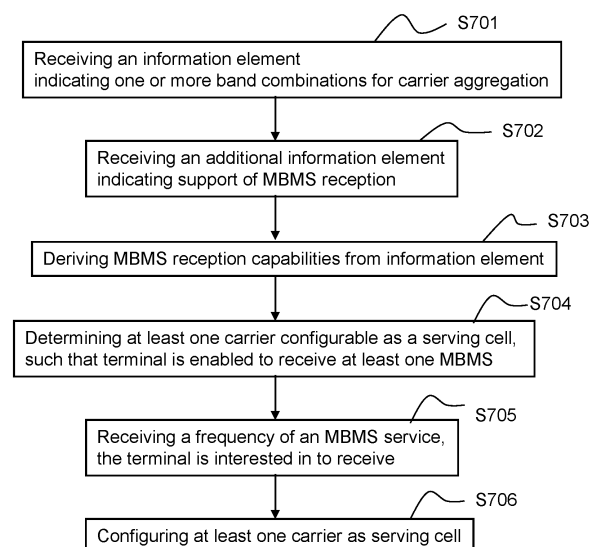 S701
Receiving an information element
indicating one or more band combinations for carrier aggregation
S702
Receiving an additional information element
indicating support of MBMS reception
S703
Deriving MBMS reception capabilities from information element
S704
Determining at least one carrier configurable as a serving cell,
such that terminal is enabled to receive at least one MBMS
S705
Receiving a frequency of an MBMS service,
the terminal is interested in to receive
S706
Configuring at least one carrier as serving cell